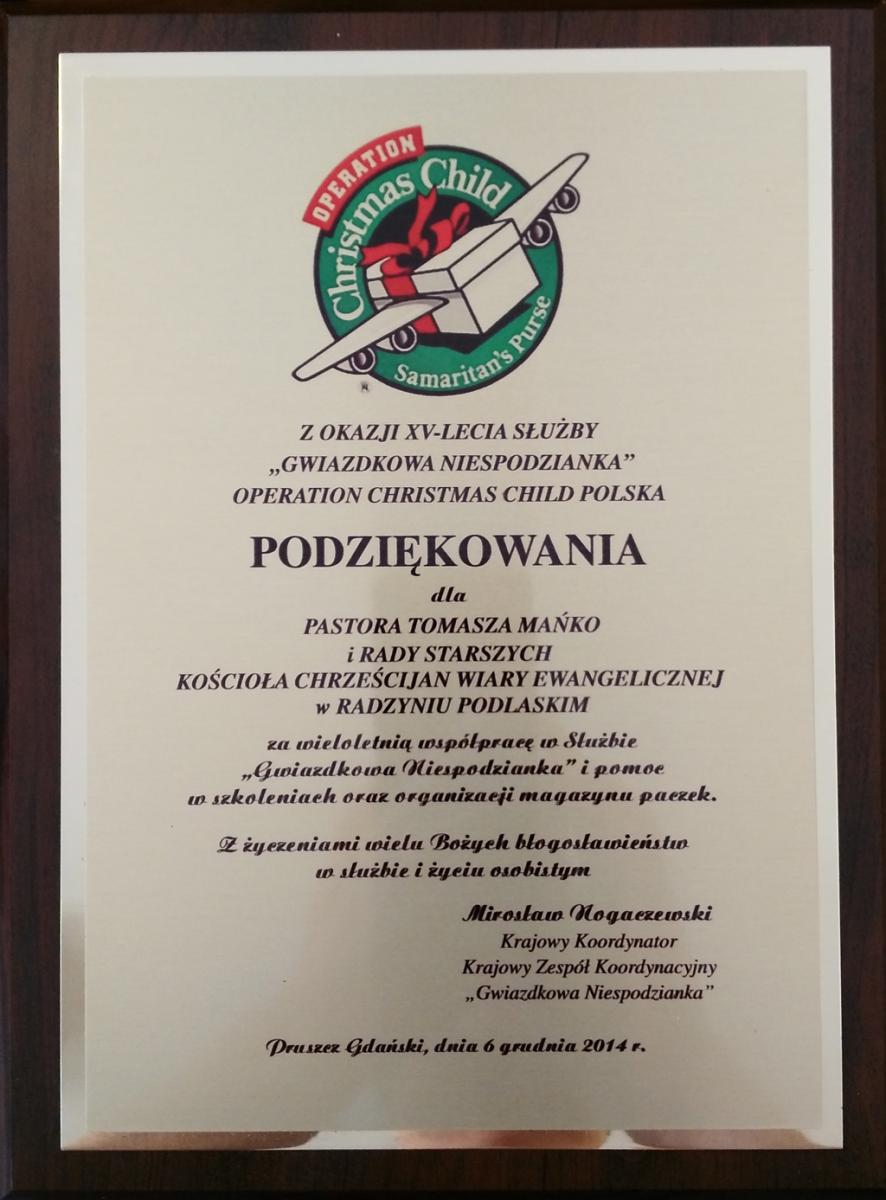 OPERATION
Christmas Child
Samaritan's Purse
®
Z OKAZJI XV-LECIA SŁUŻBY
„GWIAZDKOWA NIESPODZIANKA”
OPERATION CHRISTMAS CHILD POLSKA
PODZIĘKOWANIA
dla
PASTORA TOMASZA MAŃKO
i RADY STARSZYCH
KOŚCIOŁA CHRZEŚCIJAN WIARY EWANGELICZNEJ
w RADZYNIU PODLASKIM
za wieloletnią współpracę w Służbie
„Gwiazdkowa Niespodzianka” i pomoc
w szkoleniach oraz organizacji magazynu paczek.
Z życzeniami wielu Bożych błogosławieństw
w służbie i życiu osobistym
Mirosław Nogaczewski
Krajowy Koordynator
Krajowy Zespół Koordynacyjny
„Gwiazdkowa Niespodzianka”
Pruszcz Gdański, dnia 6 grudnia 2014 r.